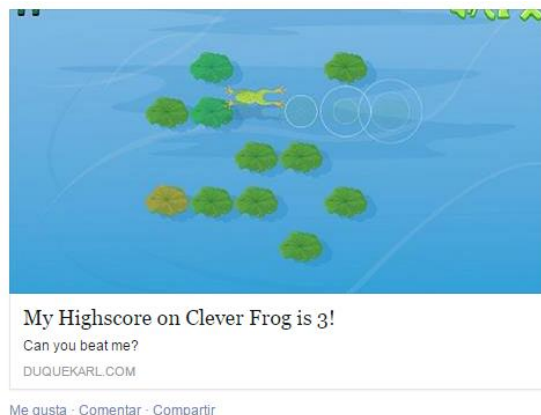 My Highscore on Clever Frog is 3!
Can you beat me?
DUQUEKARL.COM
Me gusta · Comentar · Compartir